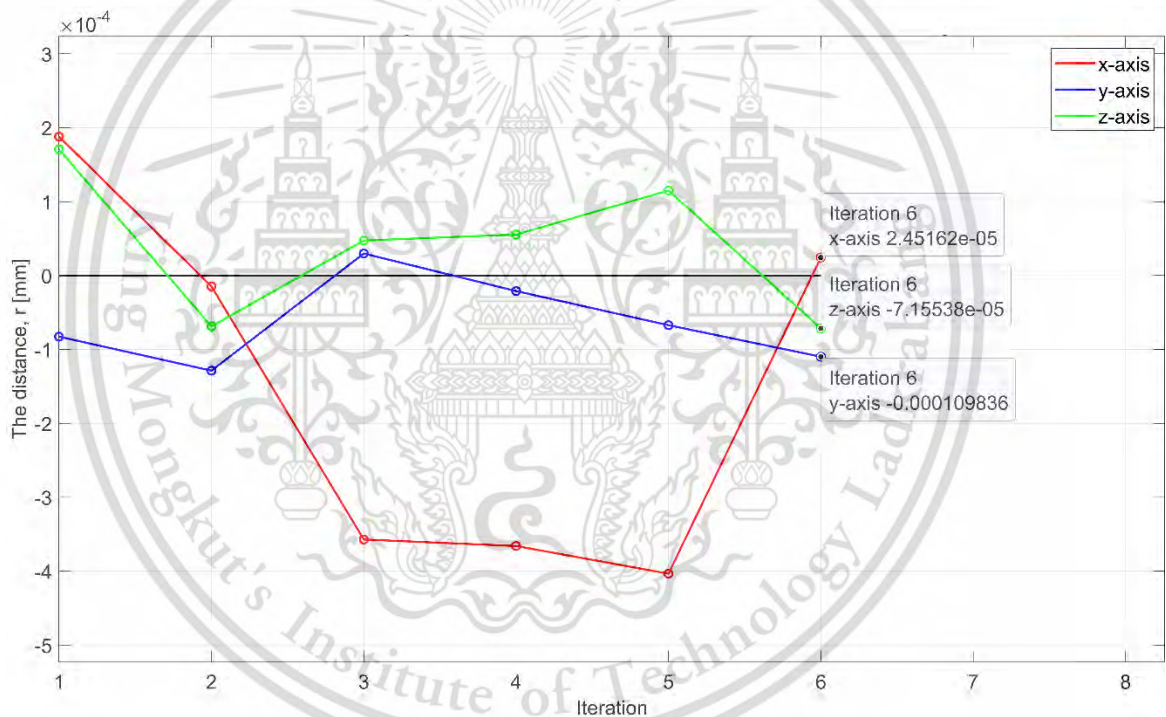 ×10⁻⁴
3
2
1
0
-1
-2
-3
-4
-5
The distance, r [mm]
1 2 3 4 5 6 7 8
Iteration
x-axis
y-axis
z-axis
Iteration 6
x-axis 2.45162e-05
Iteration 6
z-axis -7.15538e-05
Iteration 6
y-axis -0.000109836
King Mongkut's Institute of Technology Ladkrabang